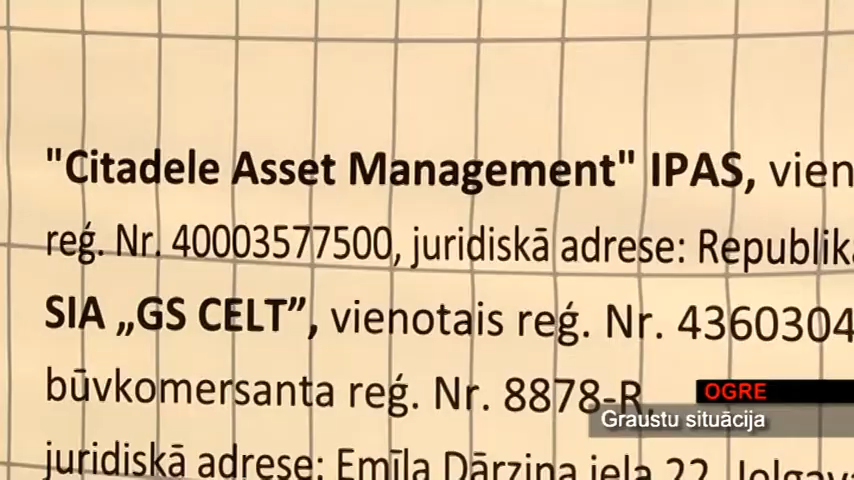 "Citadele Asset Management" IPAS, vien
reģ. Nr. 40003577500, juridiskā adrese: Republika
SIA „GS CELT”, vienotais reģ. Nr. 4360304
būvkomersanta reģ. Nr. 8878-R,
juridiskā adrese: Emīla Dārziņa iela 22, Jelgava
OGRE
Graustu situācija